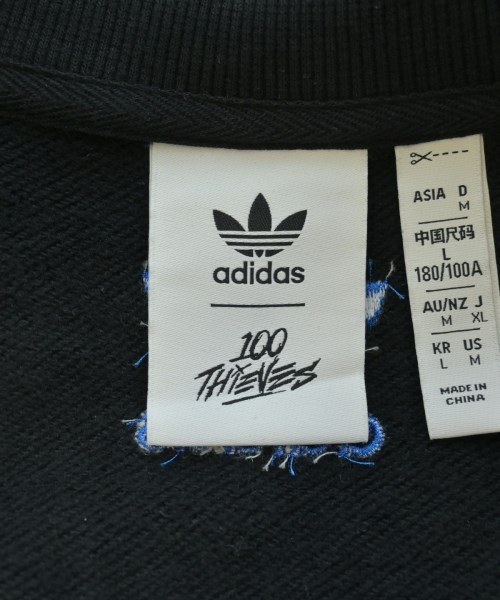 adidas
100
THIEVES
ASIA D
M
中国尺码
L
180/100A
AU/NZ J
M XL
KR US
L M
MADE IN
CHINA